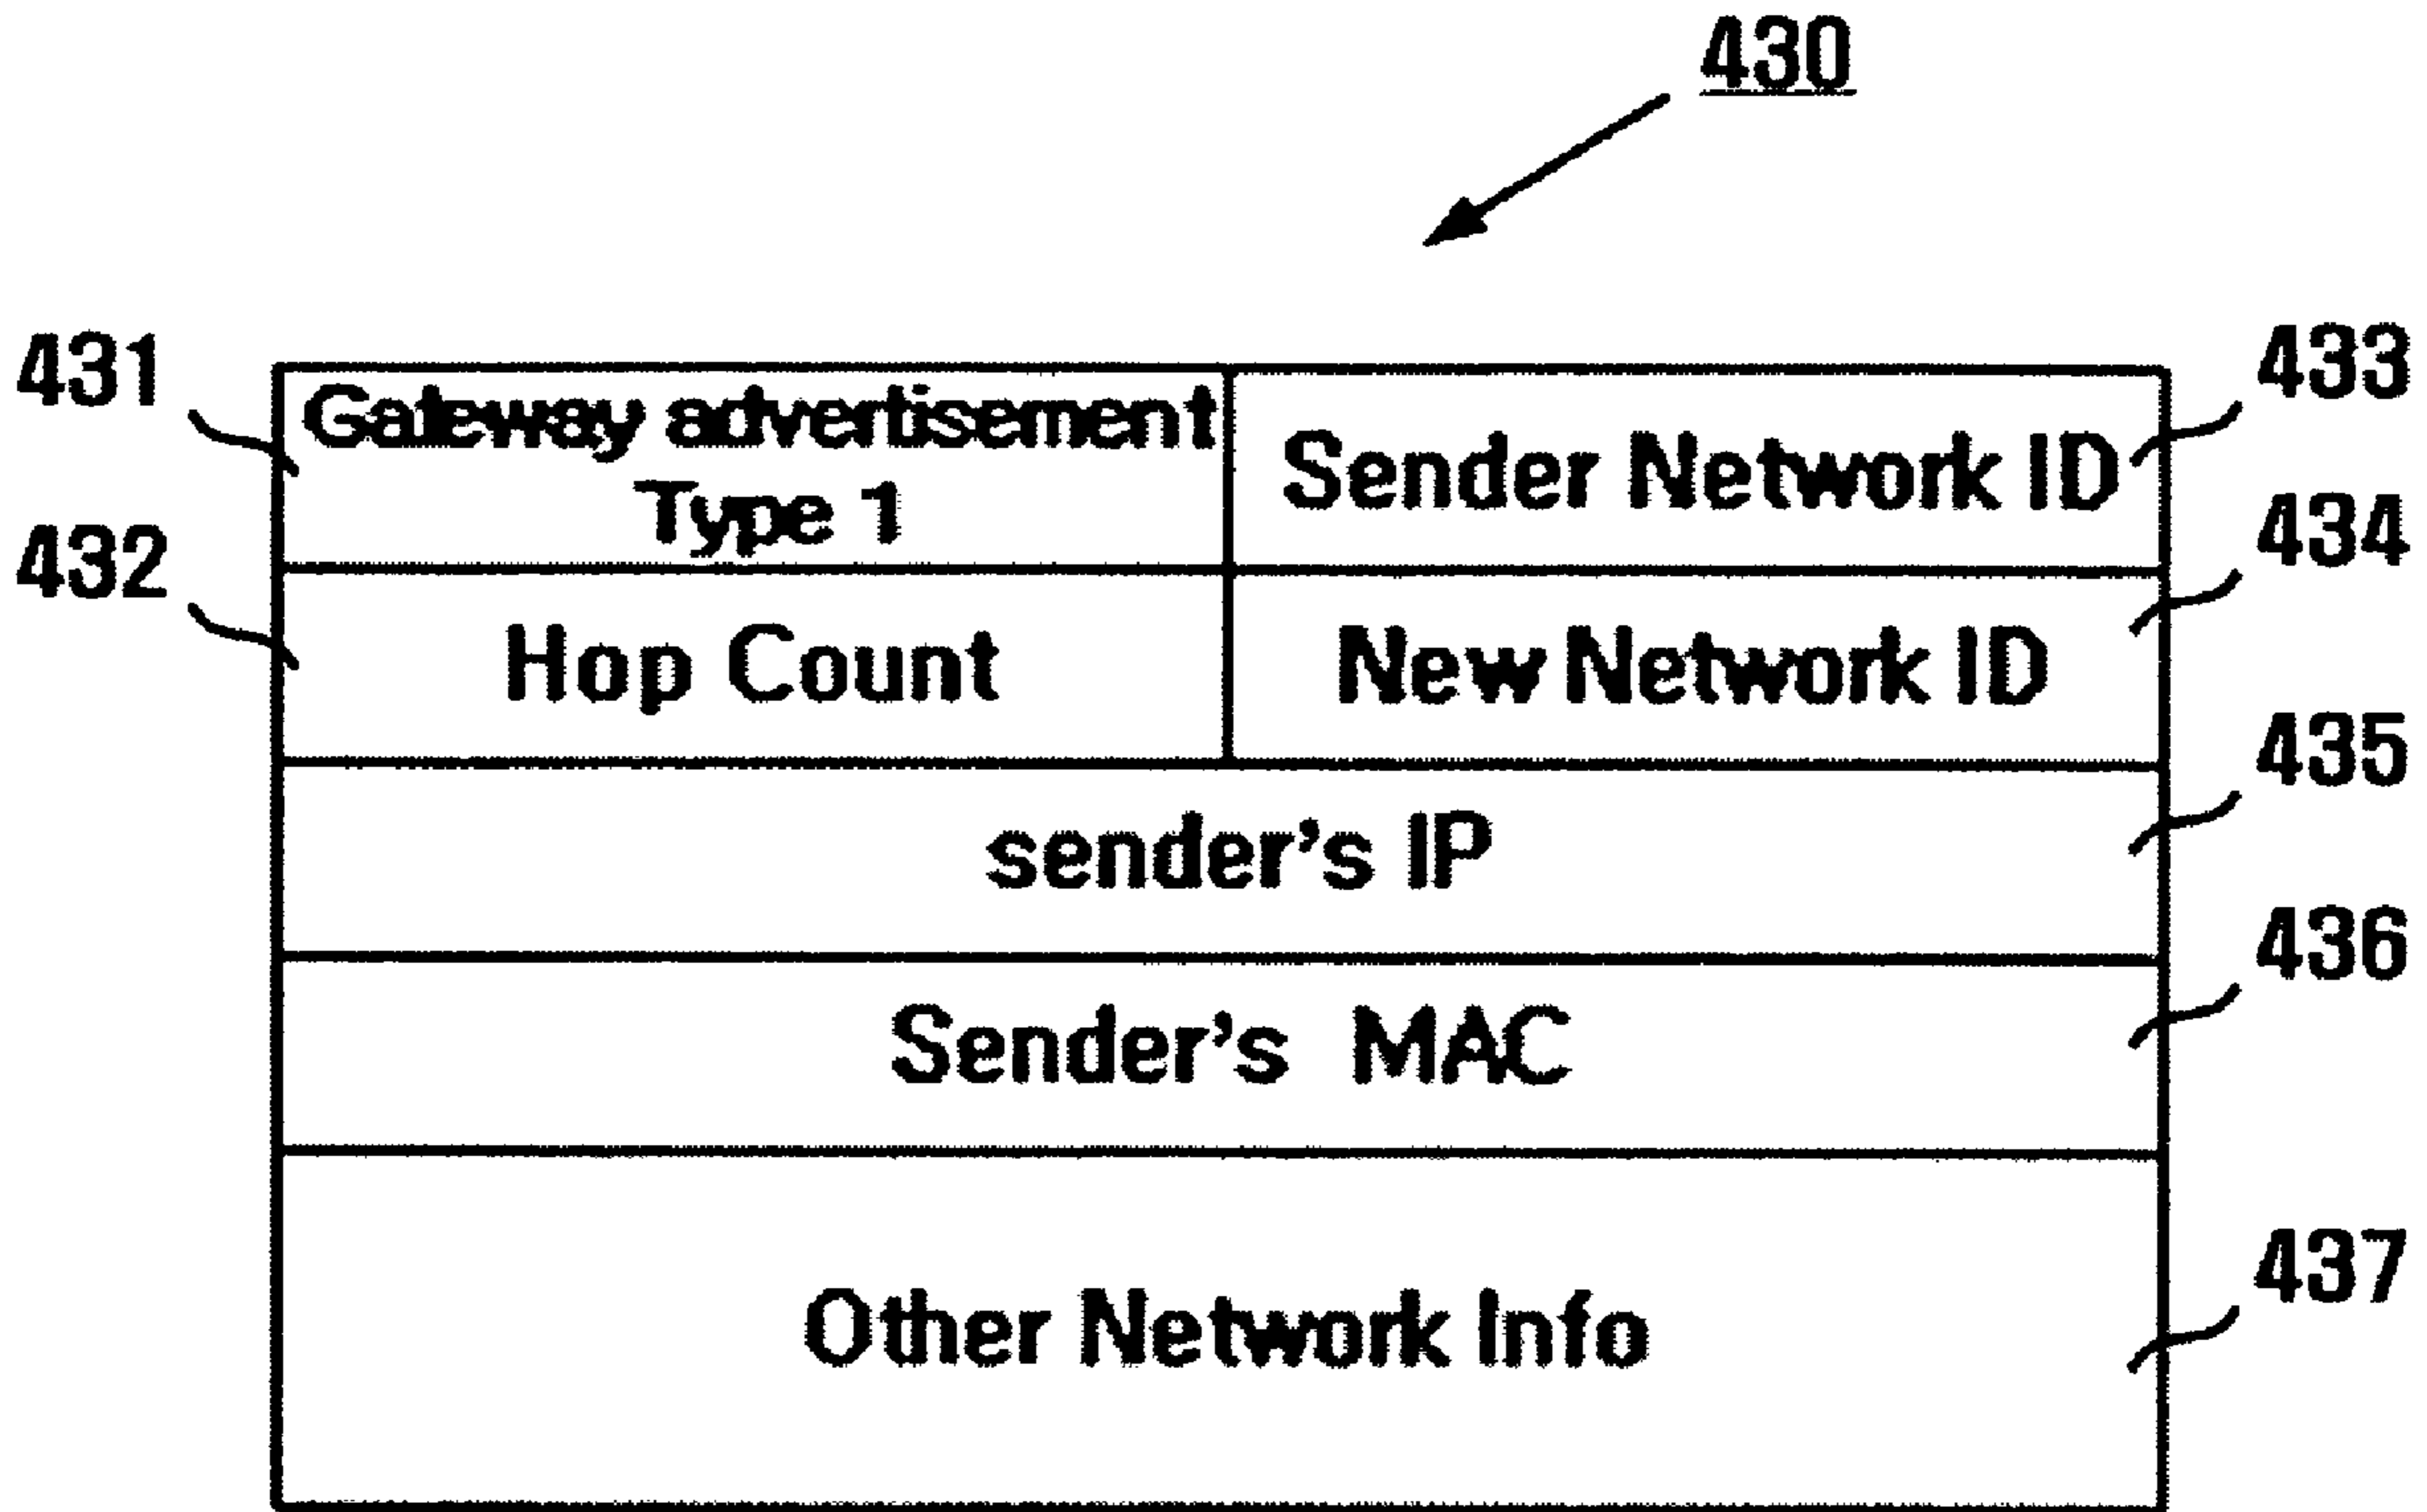 430
431
Gateway advertisement
Type 1
Sender Network ID
433
432
Hop Count
New Network ID
434
sender's IP
435
Sender's MAC
436
Other Network Info
437